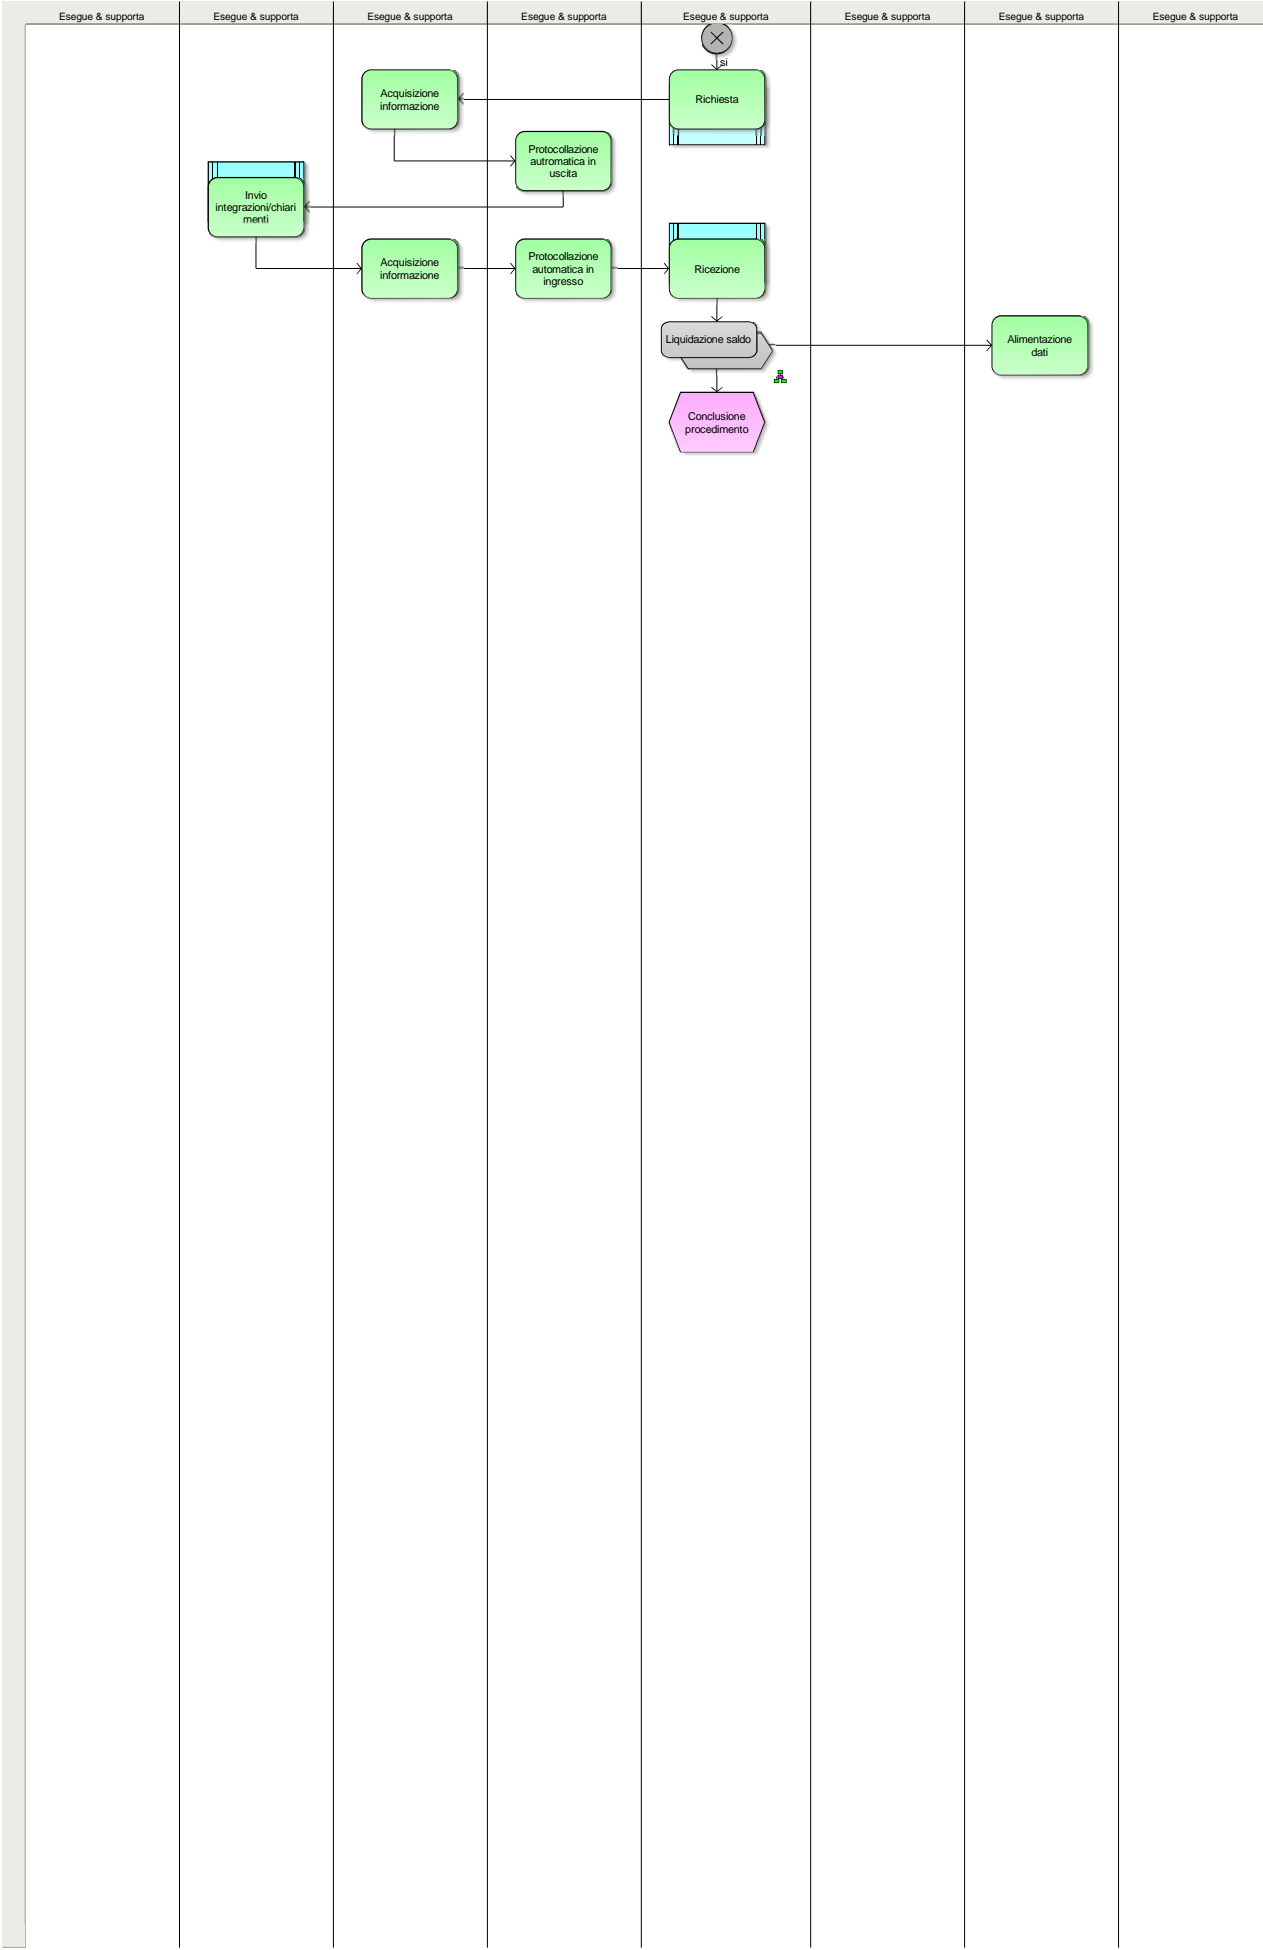 Esegue & supporta
Esegue & supporta
Esegue & supporta
Esegue & supporta
Esegue & supporta
Esegue & supporta
Esegue & supporta
Esegue & supporta
si
Acquisizione
informazione
Richiesta
Protocollazione
autromatica in
uscita
Invio
integrazioni/chiari
menti
Acquisizione
informazione
Protocollazione
automatica in
ingresso
Ricezione
Liquidazione saldo
Alimentazione
dati
Conclusione
procedimento